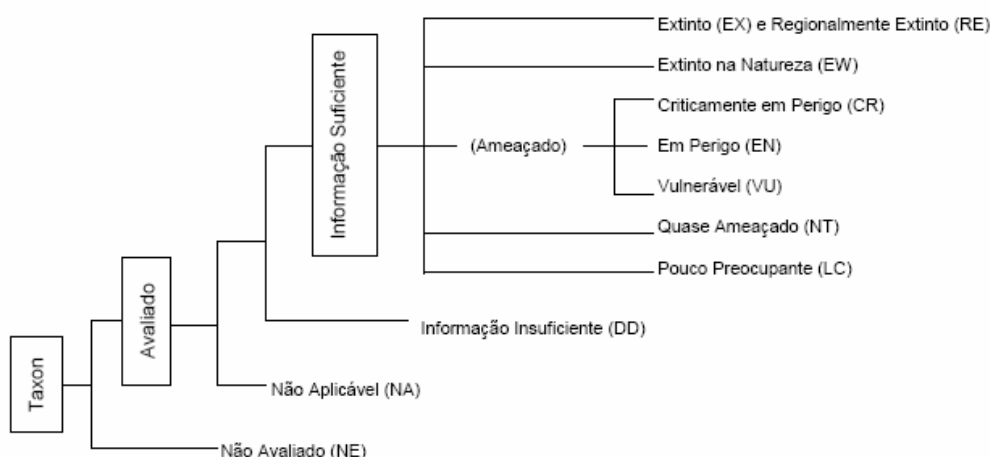 Extinto (EX) e Regionalmente Extinto (RE)
Extinto na Natureza (EW)
Criticamente em Perigo (CR)
(Ameaçado)
Em Perigo (EN)
Vulnerável (VU)
Quase Ameaçado (NT)
Pouco Preocupante (LC)
Informação Suficiente
Informação Insuficiente (DD)
Avaliado
Não Aplicável (NA)
Taxon
Não Avaliado (NE)